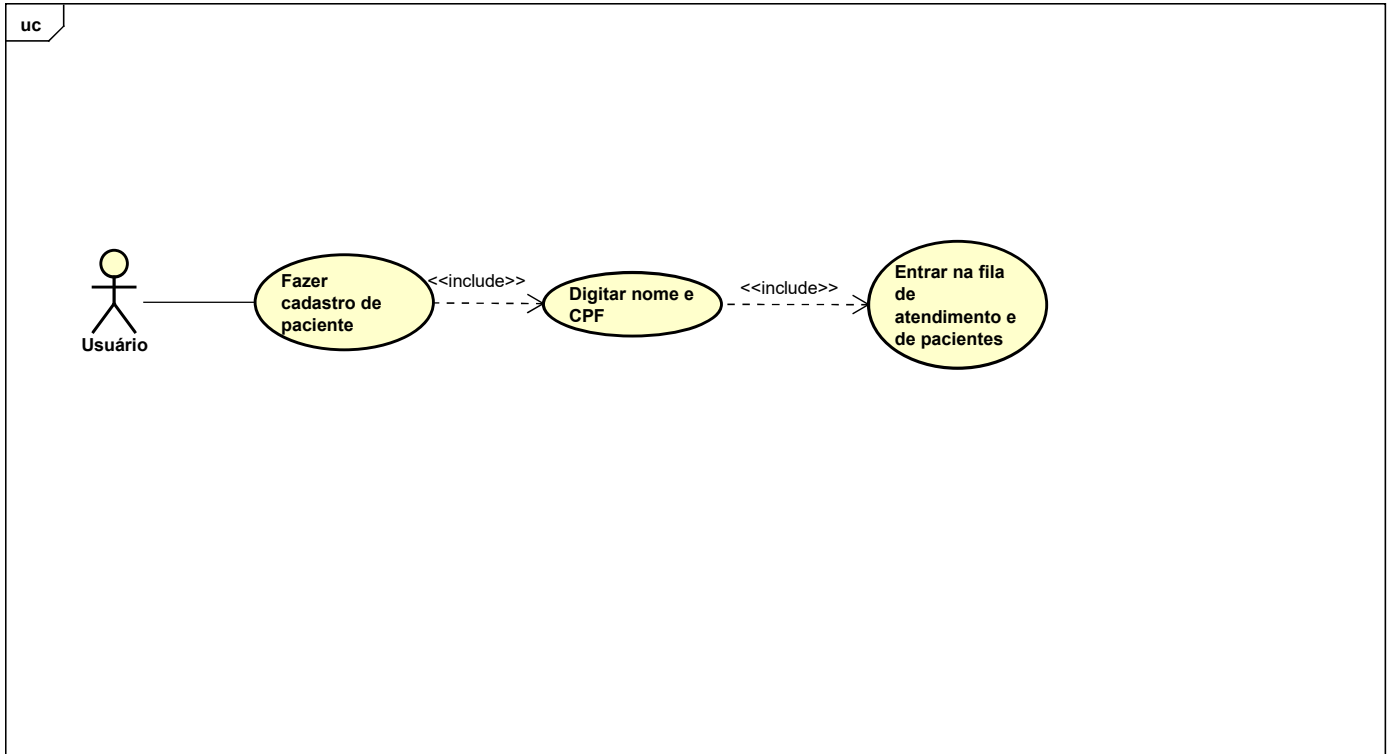 uc
Usuário
Fazer
cadastro de
paciente
<<include>>
Digitar nome e
CPF
<<include>>
Entrar na fila
de
atendimento e
de pacientes